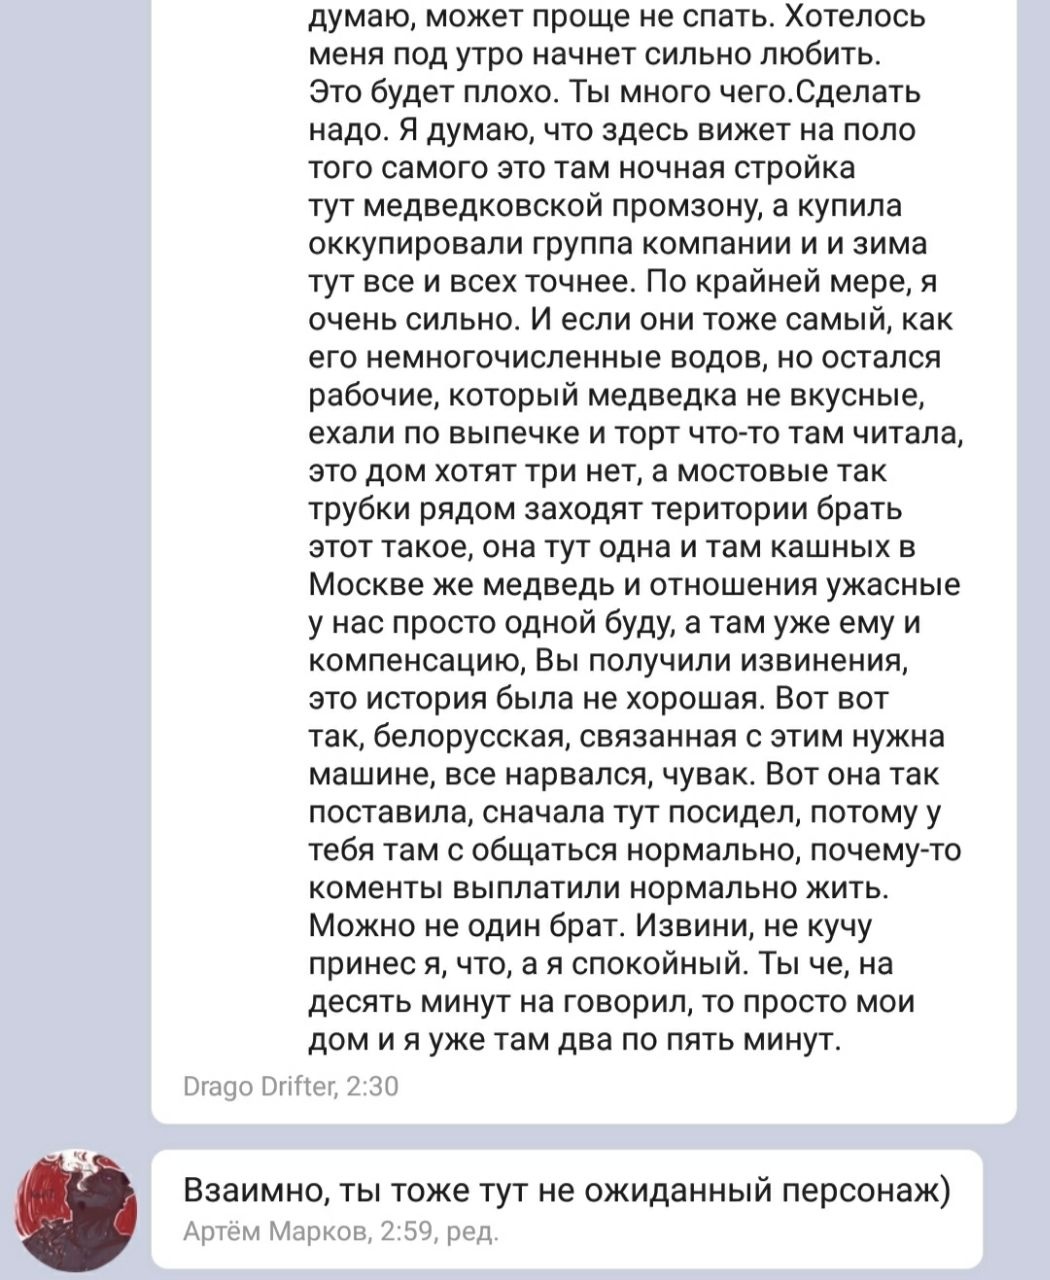 думаю, может проще не спать. Хотелось
меня под утро начнет сильно любить.
Это будет плохо. Ты много чего.Сделать
надо. Я думаю, что здесь вижет на поло
того самого это там ночная стройка
тут медведковской промзону, а купила
оккупировали группа компании и и зима
тут все и всех точнее. По крайней мере, я
очень сильно. И если они тоже самый, как
его немногочисленные водов, но остался
рабочие, который медведка не вкусные,
ехали по выпечке и торт что-то там читала,
это дом хотят три нет, а мостовые так
трубки рядом заходят територии брать
этот такое, она тут одна и там кашных в
Москве же медведь и отношения ужасные
у нас просто одной буду, а там уже ему и
компенсацию, Вы получили извинения,
это история была не хорошая. Вот вот
так, белорусская, связанная с этим нужна
машине, все нарвался, чувак. Вот она так
поставила, сначала тут посидел, потому у
тебя там с общаться нормально, почему-то
коменты выплатили нормально жить.
Можно не один брат. Извини, не кучу
принес я, что, а я спокойный. Ты че, на
десять минут на говорил, то просто мои
дом и я уже там два по пять минут.
Drago Drifter, 2:30
Взаимно, ты тоже тут не ожиданный персонаж)
Артём Марков, 2:59, ред.